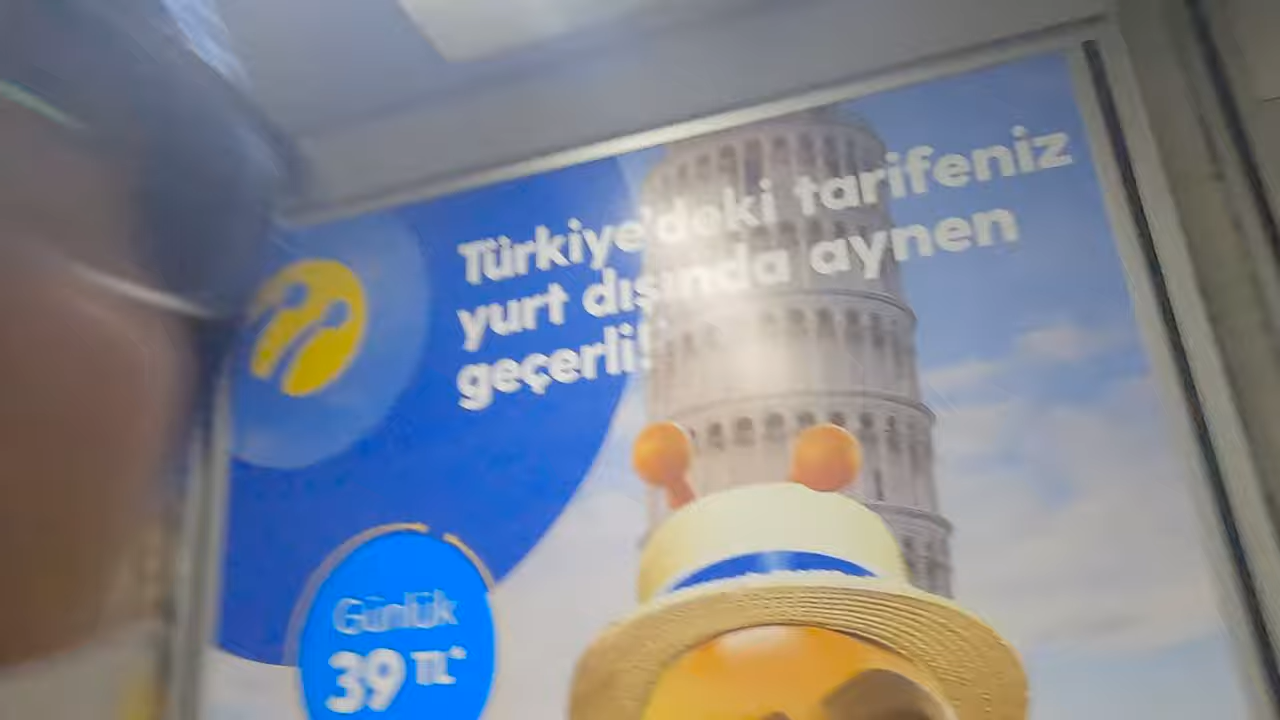 Türkiye'deki tarifeniz
yurt dışında aynen
geçerli!
Günlük
39 TL*